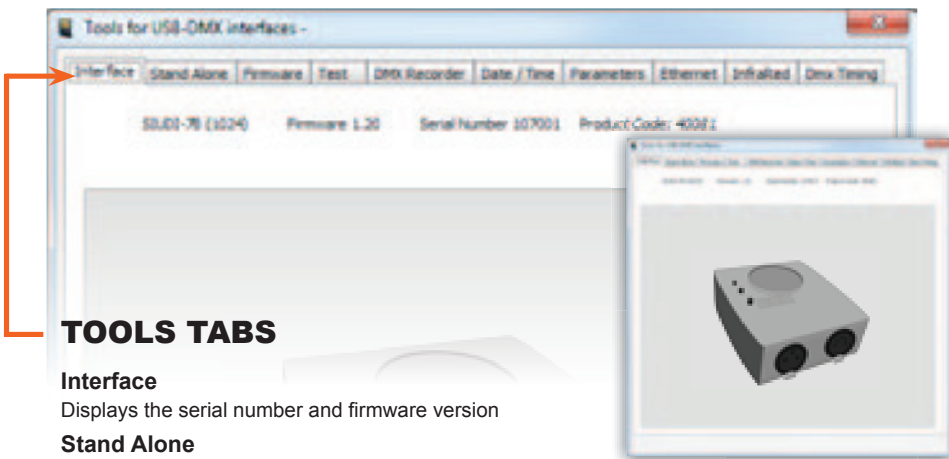 Tools for USB-DMX interfaces -
Interface Stand Alone Firmware Test DMX Recorder Date / Time Parameters Ethernet InfraRed Dmx Timing
(1024) Firmware 1.20 Serial Number 107001 Product Code: 40081
TOOLS TABS
Interface
Displays the serial number and firmware version
Stand Alone